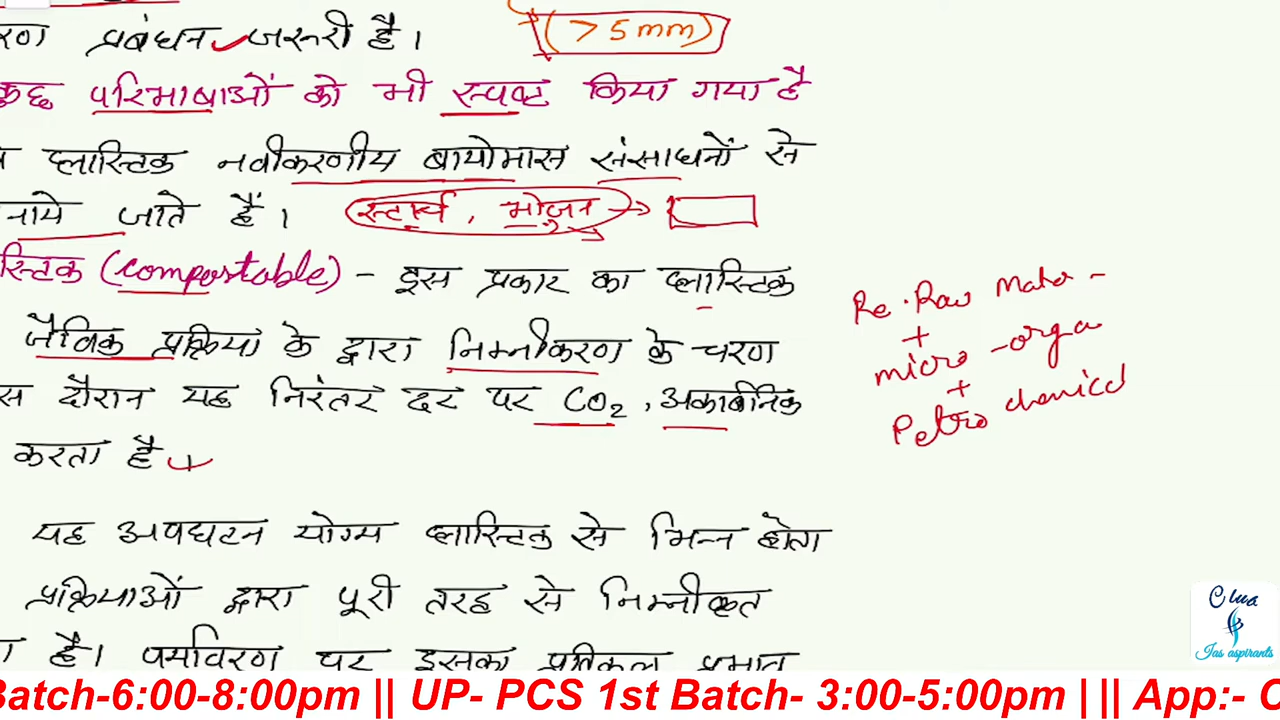 रण प्रबंधन जरूरी है।
(> 5mm)
कुछ परिभाषाओं को भी स्पष्ट किया गया है
प्लास्टिक नवीकरणीय बायोमास संसाधनों से
नाये जाते हैं।
स्टार्च, भोजन
स्टिक (compostable) - इस प्रकार का प्लास्टिक
जैविक प्रक्रिया के द्वारा निम्नीकरण के चरण
स दौरान यह निरंतर दर पर CO2, अकार्बनिक
करता है
Re. Raw Mater -
+
micro -orga
+
Petro chemical
यह अपघटन योग्य प्लास्टिक से भिन्न होता
प्रक्रियाओं द्वारा पूरी तरह से निम्नीकृत
है। पर्यावरण पर इसका प्रतिकूल प्रभाव
Jas aspirants
Batch-6:00-8:00pm || UP- PCS 1st Batch- 3:00-5:00pm | || App:- C